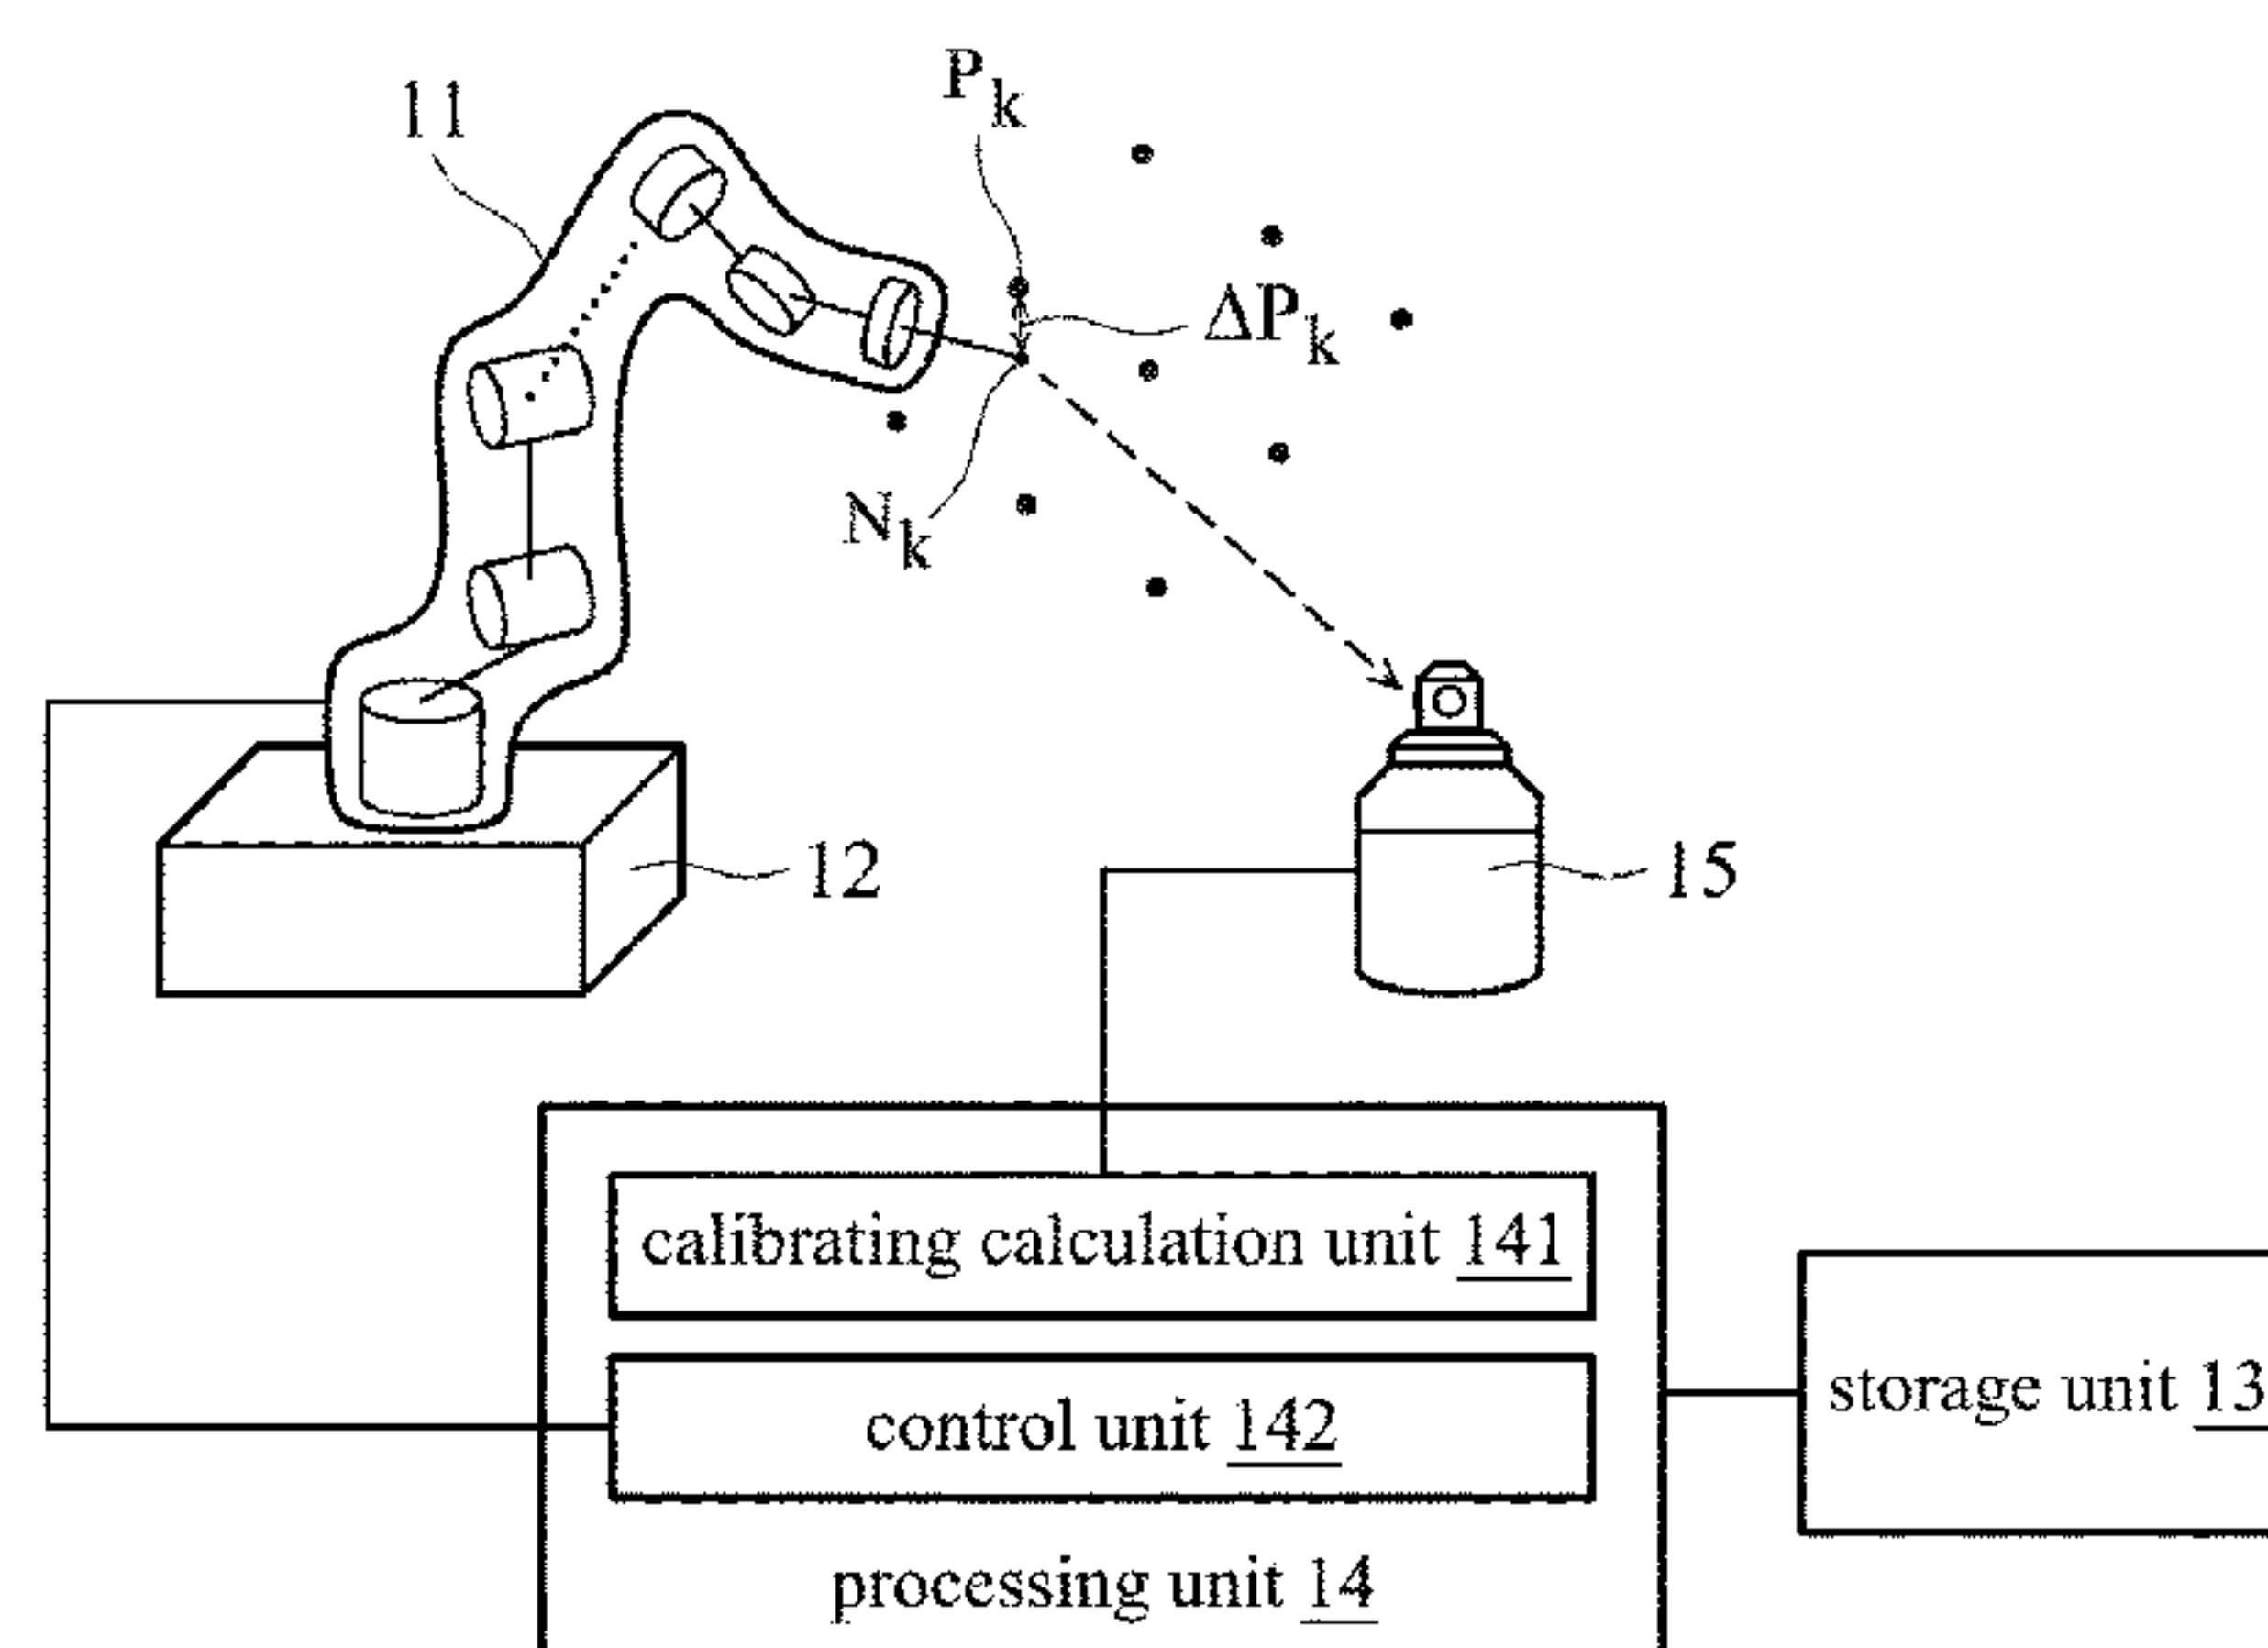 P_k
11
ΔP_k
N_k
12
15
calibrating calculation unit 141
storage unit 13
control unit 142
processing unit 14